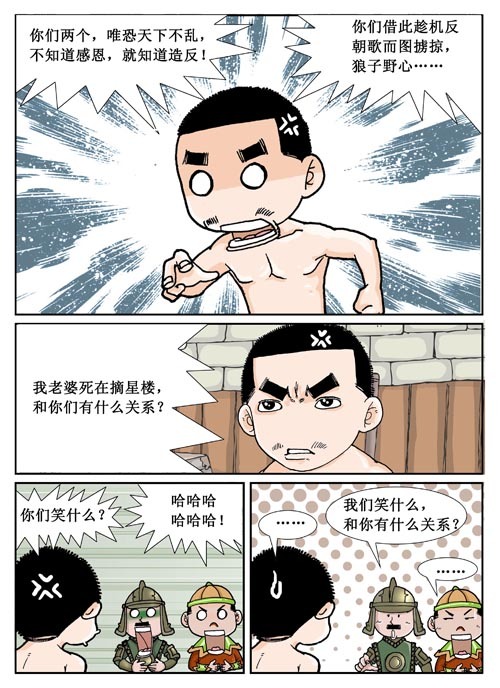 你们两个，唯恐天下不乱，
不知道感恩，就知道造反！
你们借此趁机反
朝歌而图掳掠，
狼子野心……
我老婆死在摘星楼，
和你们有什么关系？
你们笑什么？
哈哈哈
哈哈哈！
……
我们笑什么，
和你有什么关系？
……